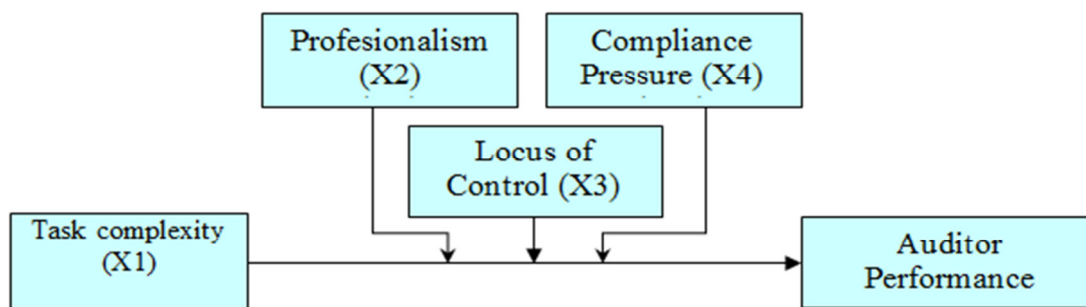 Profesionalism
(X2)
Compliance
Pressure (X4)
Locus of
Control (X3)
Task complexity
(X1)
Auditor
Performance